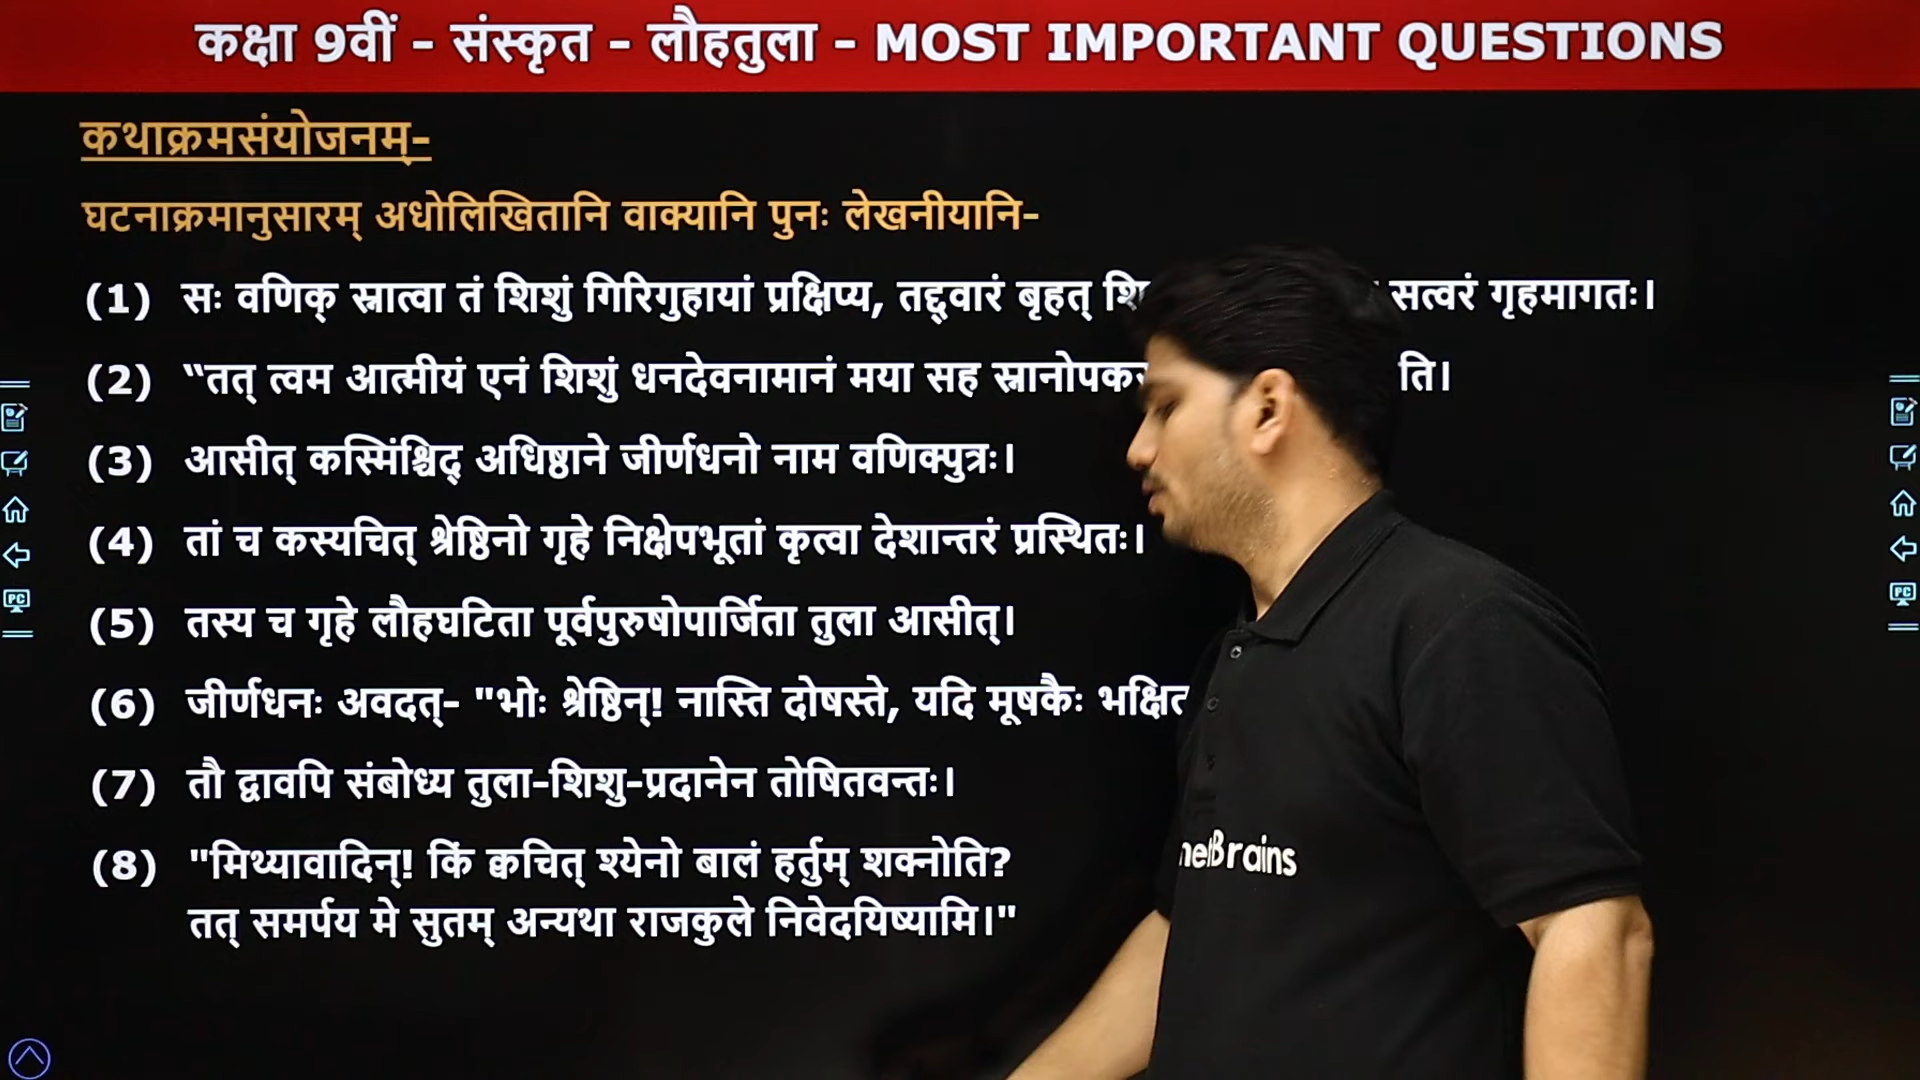 कक्षा 9वीं - संस्कृत - लौहतुला - MOST IMPORTANT QUESTIONS
कथाक्रमसंयोजनम्-
घटनाक्रमानुसारम् अधोलिखितानि वाक्यानि पुनः लेखनीयानि-
(1) सः वणिक् स्नात्वा तं शिशुं गिरिगुहायां प्रक्षिप्य, तद्द्वारं बृहत् सत्वरं गृहमागतः।
(2) “तत् त्वम आत्मीयं एनं शिशुं धनदेवनामानं मया सह
(3) आसीत् कस्मिंश्चिद् अधिष्ठाने जीर्णधनो नाम वणिक्पुत्रः।
(4) तां च कस्यचित् श्रेष्ठिनो गृहे निक्षेपभूतां कृत्वा देशान्तरं प्रस्थितः।
(5) तस्य च गृहे लौहघटिता पूर्वपुरुषोपार्जिता तुला आसीत्।
(6) जीर्णधनः अवदत्- "भोः श्रेष्ठिन्! नास्ति दोषस्ते, यदि मूषकैः
(7) तौ द्वावपि संबोध्य तुला-शिशु-प्रदानेन तोषितवन्तः।
(8) "मिथ्यावादिन्! किं क्वचित् श्येनो बालं हर्तुम् शक्नोति?
तत् समर्पय मे सुतम् अन्यथा राजकुले निवेदयिष्यामि।"
PC
PC
Brains